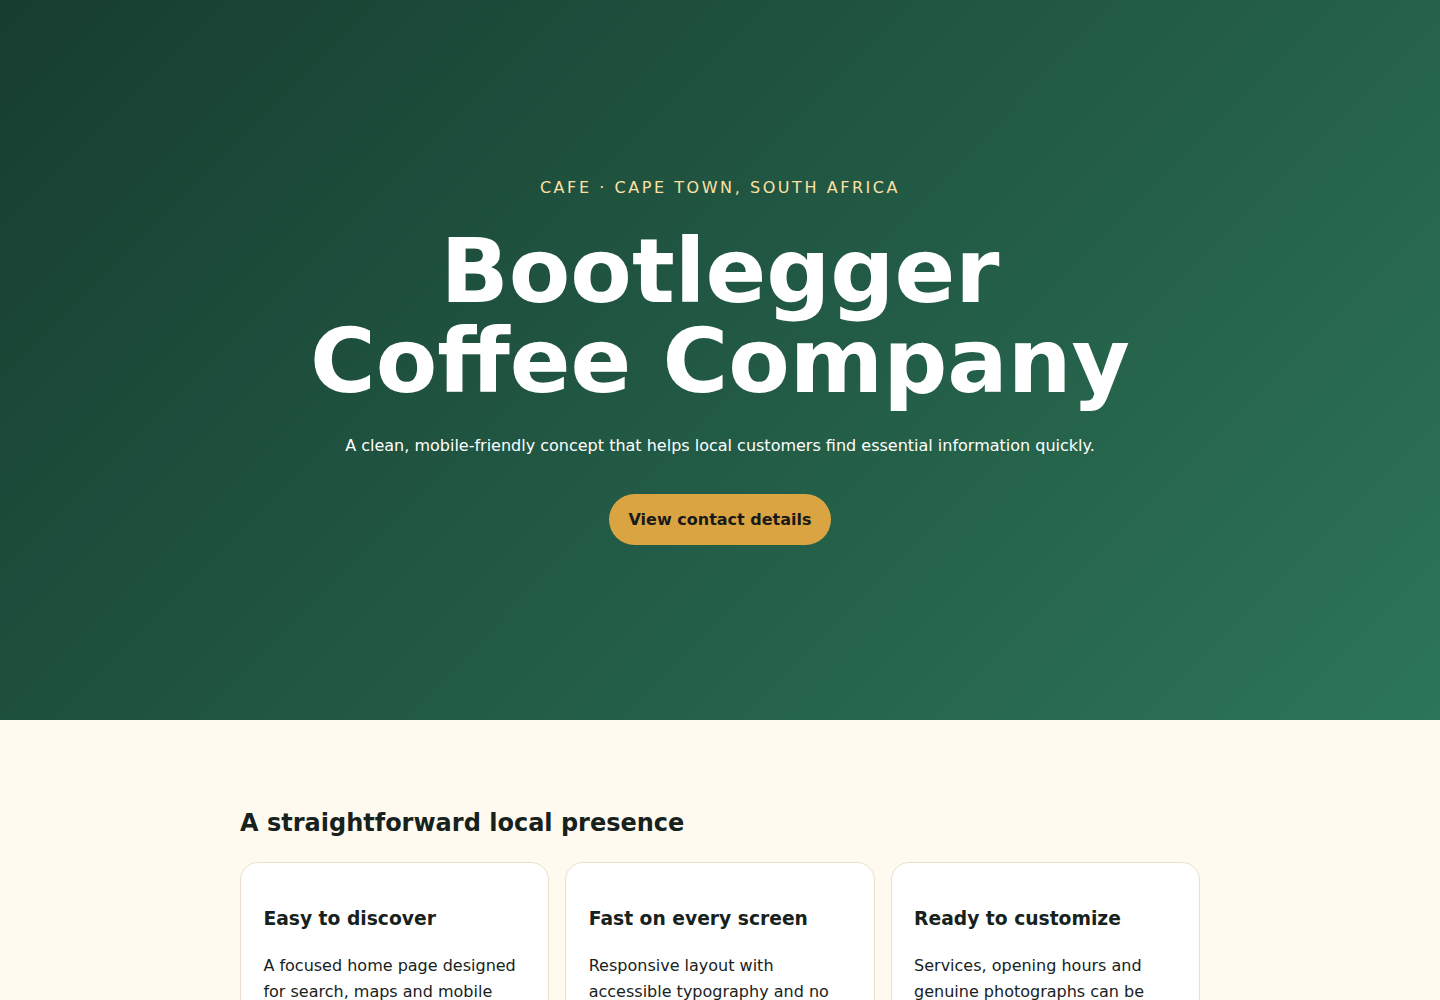 CAFE · CAPE TOWN, SOUTH AFRICA
Bootlegger
Coffee Company
A clean, mobile-friendly concept that helps local customers find essential information quickly.
View contact details
A straightforward local presence
Easy to discover
A focused home page designed
for search, maps and mobile
Fast on every screen
Responsive layout with
accessible typography and no
Ready to customize
Services, opening hours and
genuine photographs can be